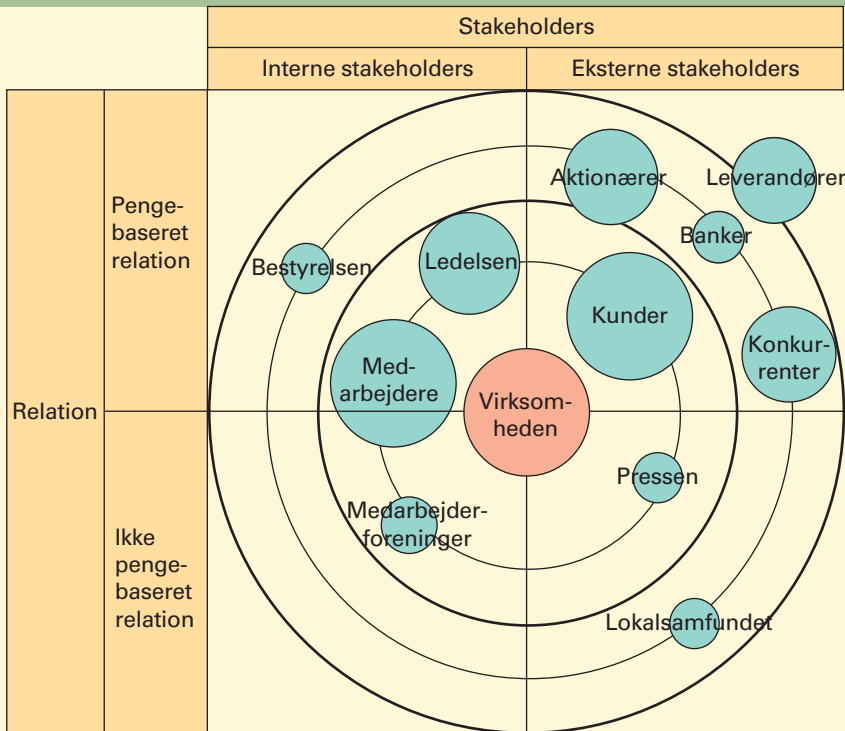 Stakeholders
Interne stakeholders
Eksterne stakeholders
Relation
Penge-
baseret
relation
Ikke
penge-
baseret
relation
Aktionærer
Leverandører
Banker
Bestyrelsen
Ledelsen
Kunder
Konkur-
renter
Med-
arbejdere
Virksom-
heden
Pressen
Medarbejder-
foreninger
Lokalsamfundet